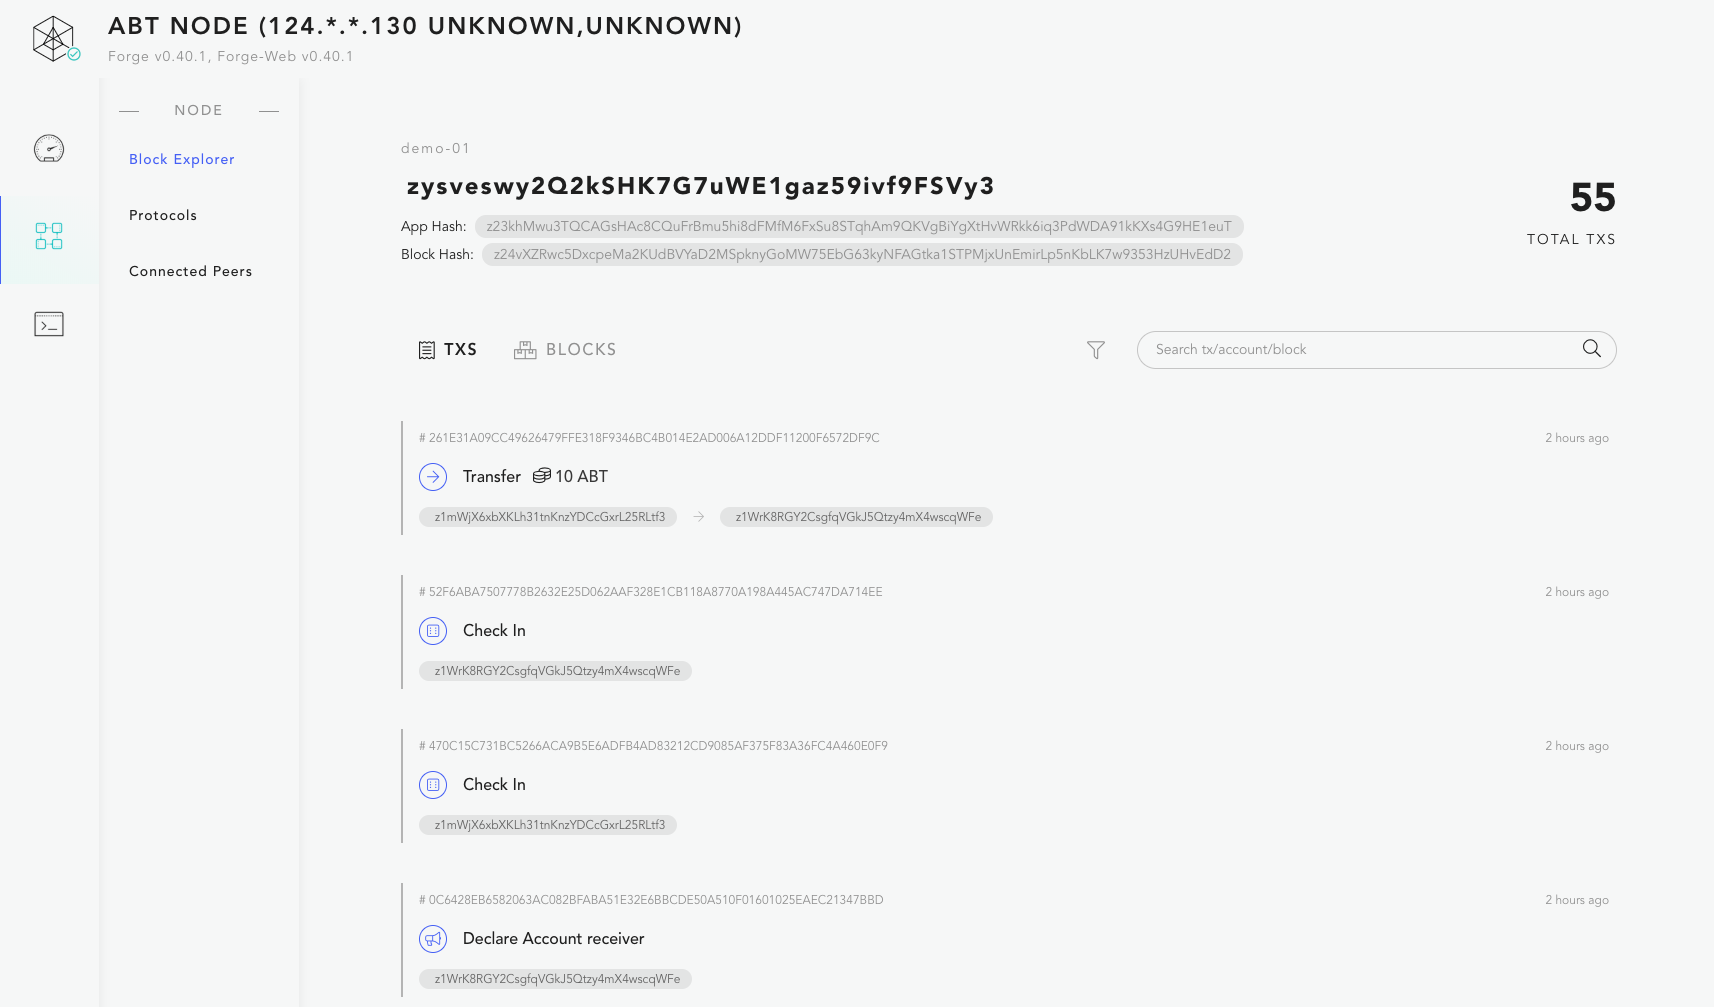 ABT NODE (124.*.*.130 UNKNOWN,UNKNOWN)
Forge v0.40.1, Forge-Web v0.40.1
NODE
Block Explorer
Protocols
Connected Peers
demo-01
zysveswy2Q2kSHK7G7uWE1gaz59ivf9FSVy3
App Hash: z23khMwu3TQCAGsHAc8CQuFrBmu5hi8dFMfM6FxSu8STqhAm9QKVgBiYgXtHvWRkk6iq3PdWDA91kKXs4G9HE1euT
Block Hash: z24vXZRwc5DxcpeMa2KUdBVYaD2MSpknyGoMW75EbG63kyNFAGtka1STPMjxUnEmirLp5nKbLK7w9353HzUHvEdD2
55
TOTAL TXS
TXS BLOCKS
Search tx/account/block
# 261E31A09CC49626479FFE318F9346BC4B014E2AD006A12DDF11200F6572DF9C 2 hours ago
Transfer 10 ABT
z1mWjX6xbXKLh31tnKnzYDCcGxrL25RLtf3 → z1WrK8RGY2CsgfqVGkJ5Qtzy4mX4wscqWFe
# 52F6ABA7507778B2632E25D062AAF328E1CB118A8770A198A445AC747DA714EE 2 hours ago
Check In
z1WrK8RGY2CsgfqVGkJ5Qtzy4mX4wscqWFe
# 470C15C731BC5266ACA9B5E6ADFB4AD83212CD9085AF375F83A36FC4A460E0F9 2 hours ago
Check In
z1mWjX6xbXKLh31tnKnzYDCcGxrL25RLtf3
# 0C6428EB6582063AC082BFABA51E32E6BBCDE50A510F01601025EAEC21347BBD 2 hours ago
Declare Account receiver
z1WrK8RGY2CsgfqVGkJ5Qtzy4mX4wscqWFe